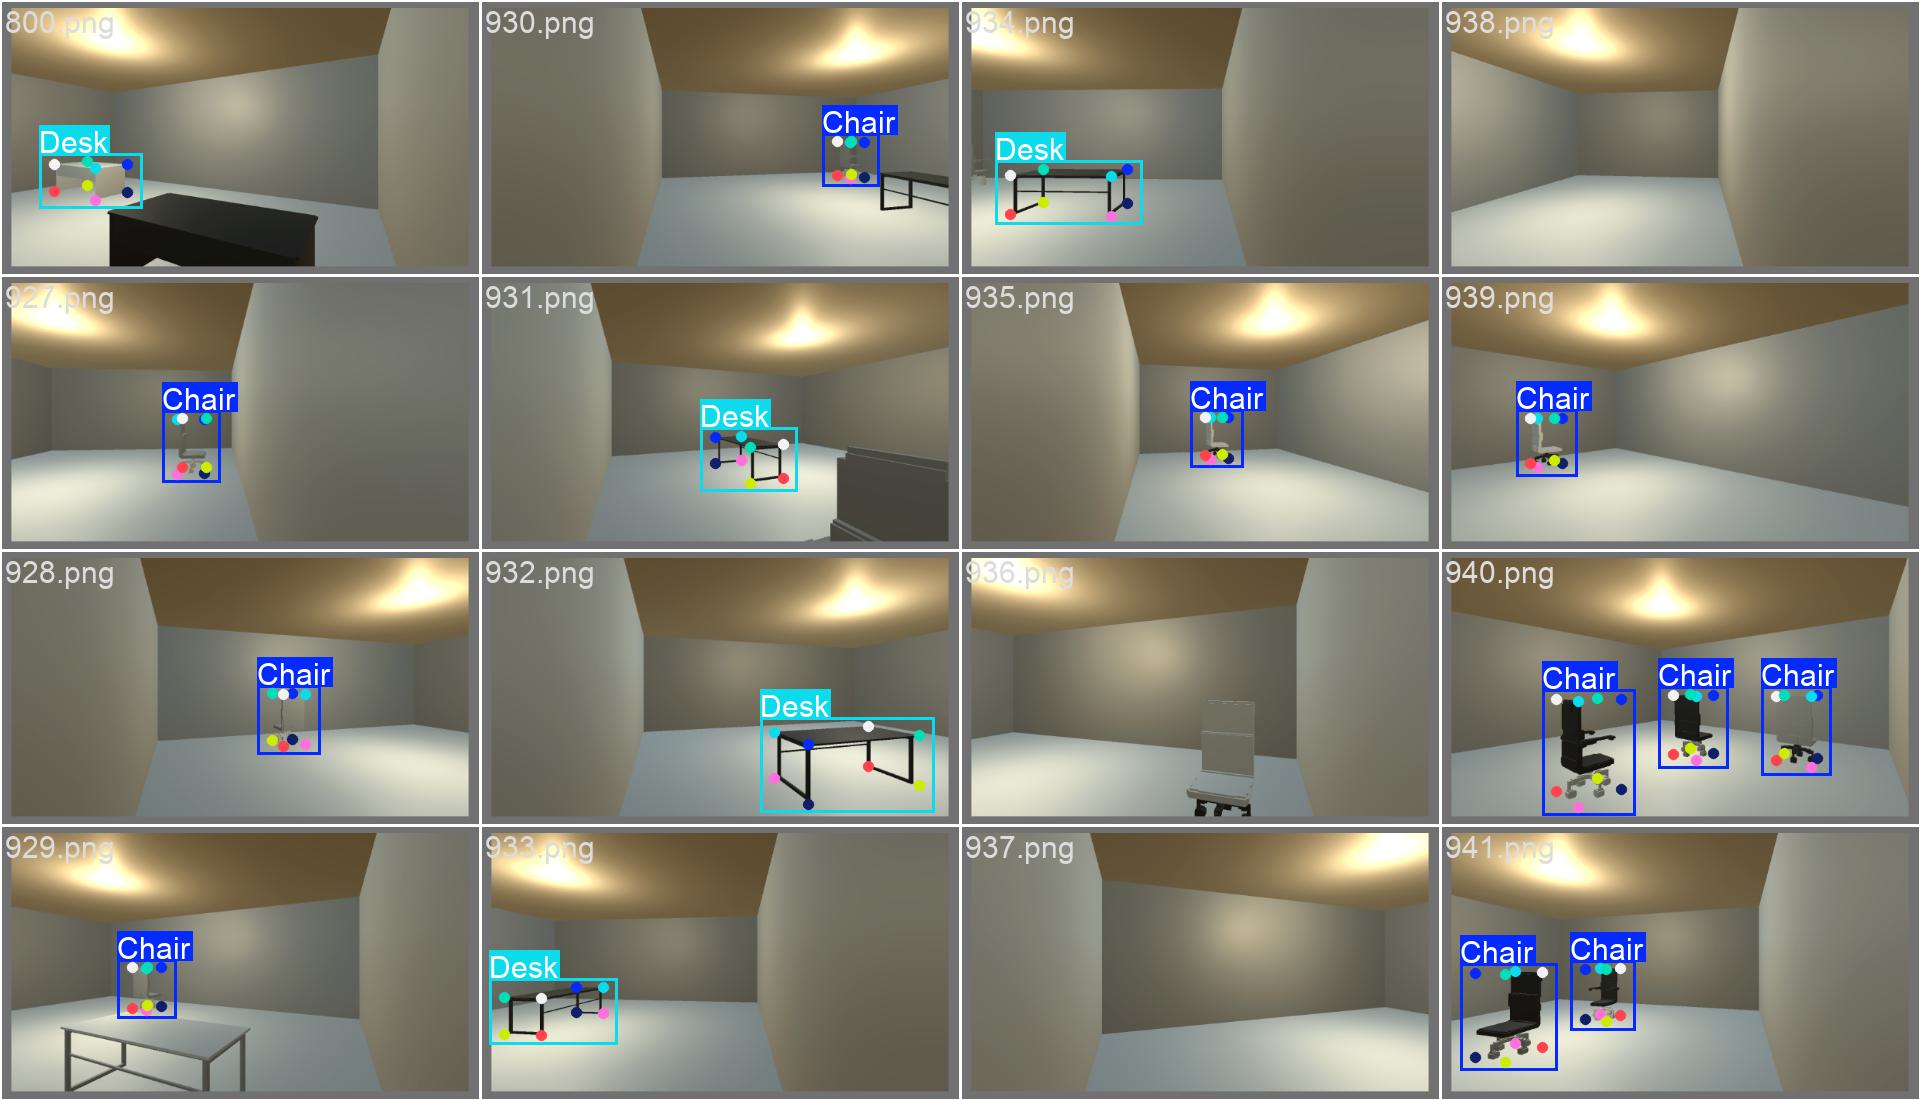 800.png
Desk
930.png
Chair
934.png
Desk
938.png
927.png
Chair
931.png
Desk
935.png
Chair
939.png
Chair
928.png
Chair
932.png
Desk
936.png
940.png
Chair
Chair
Chair
929.png
Chair
933.png
Desk
937.png
941.png
Chair
Chair